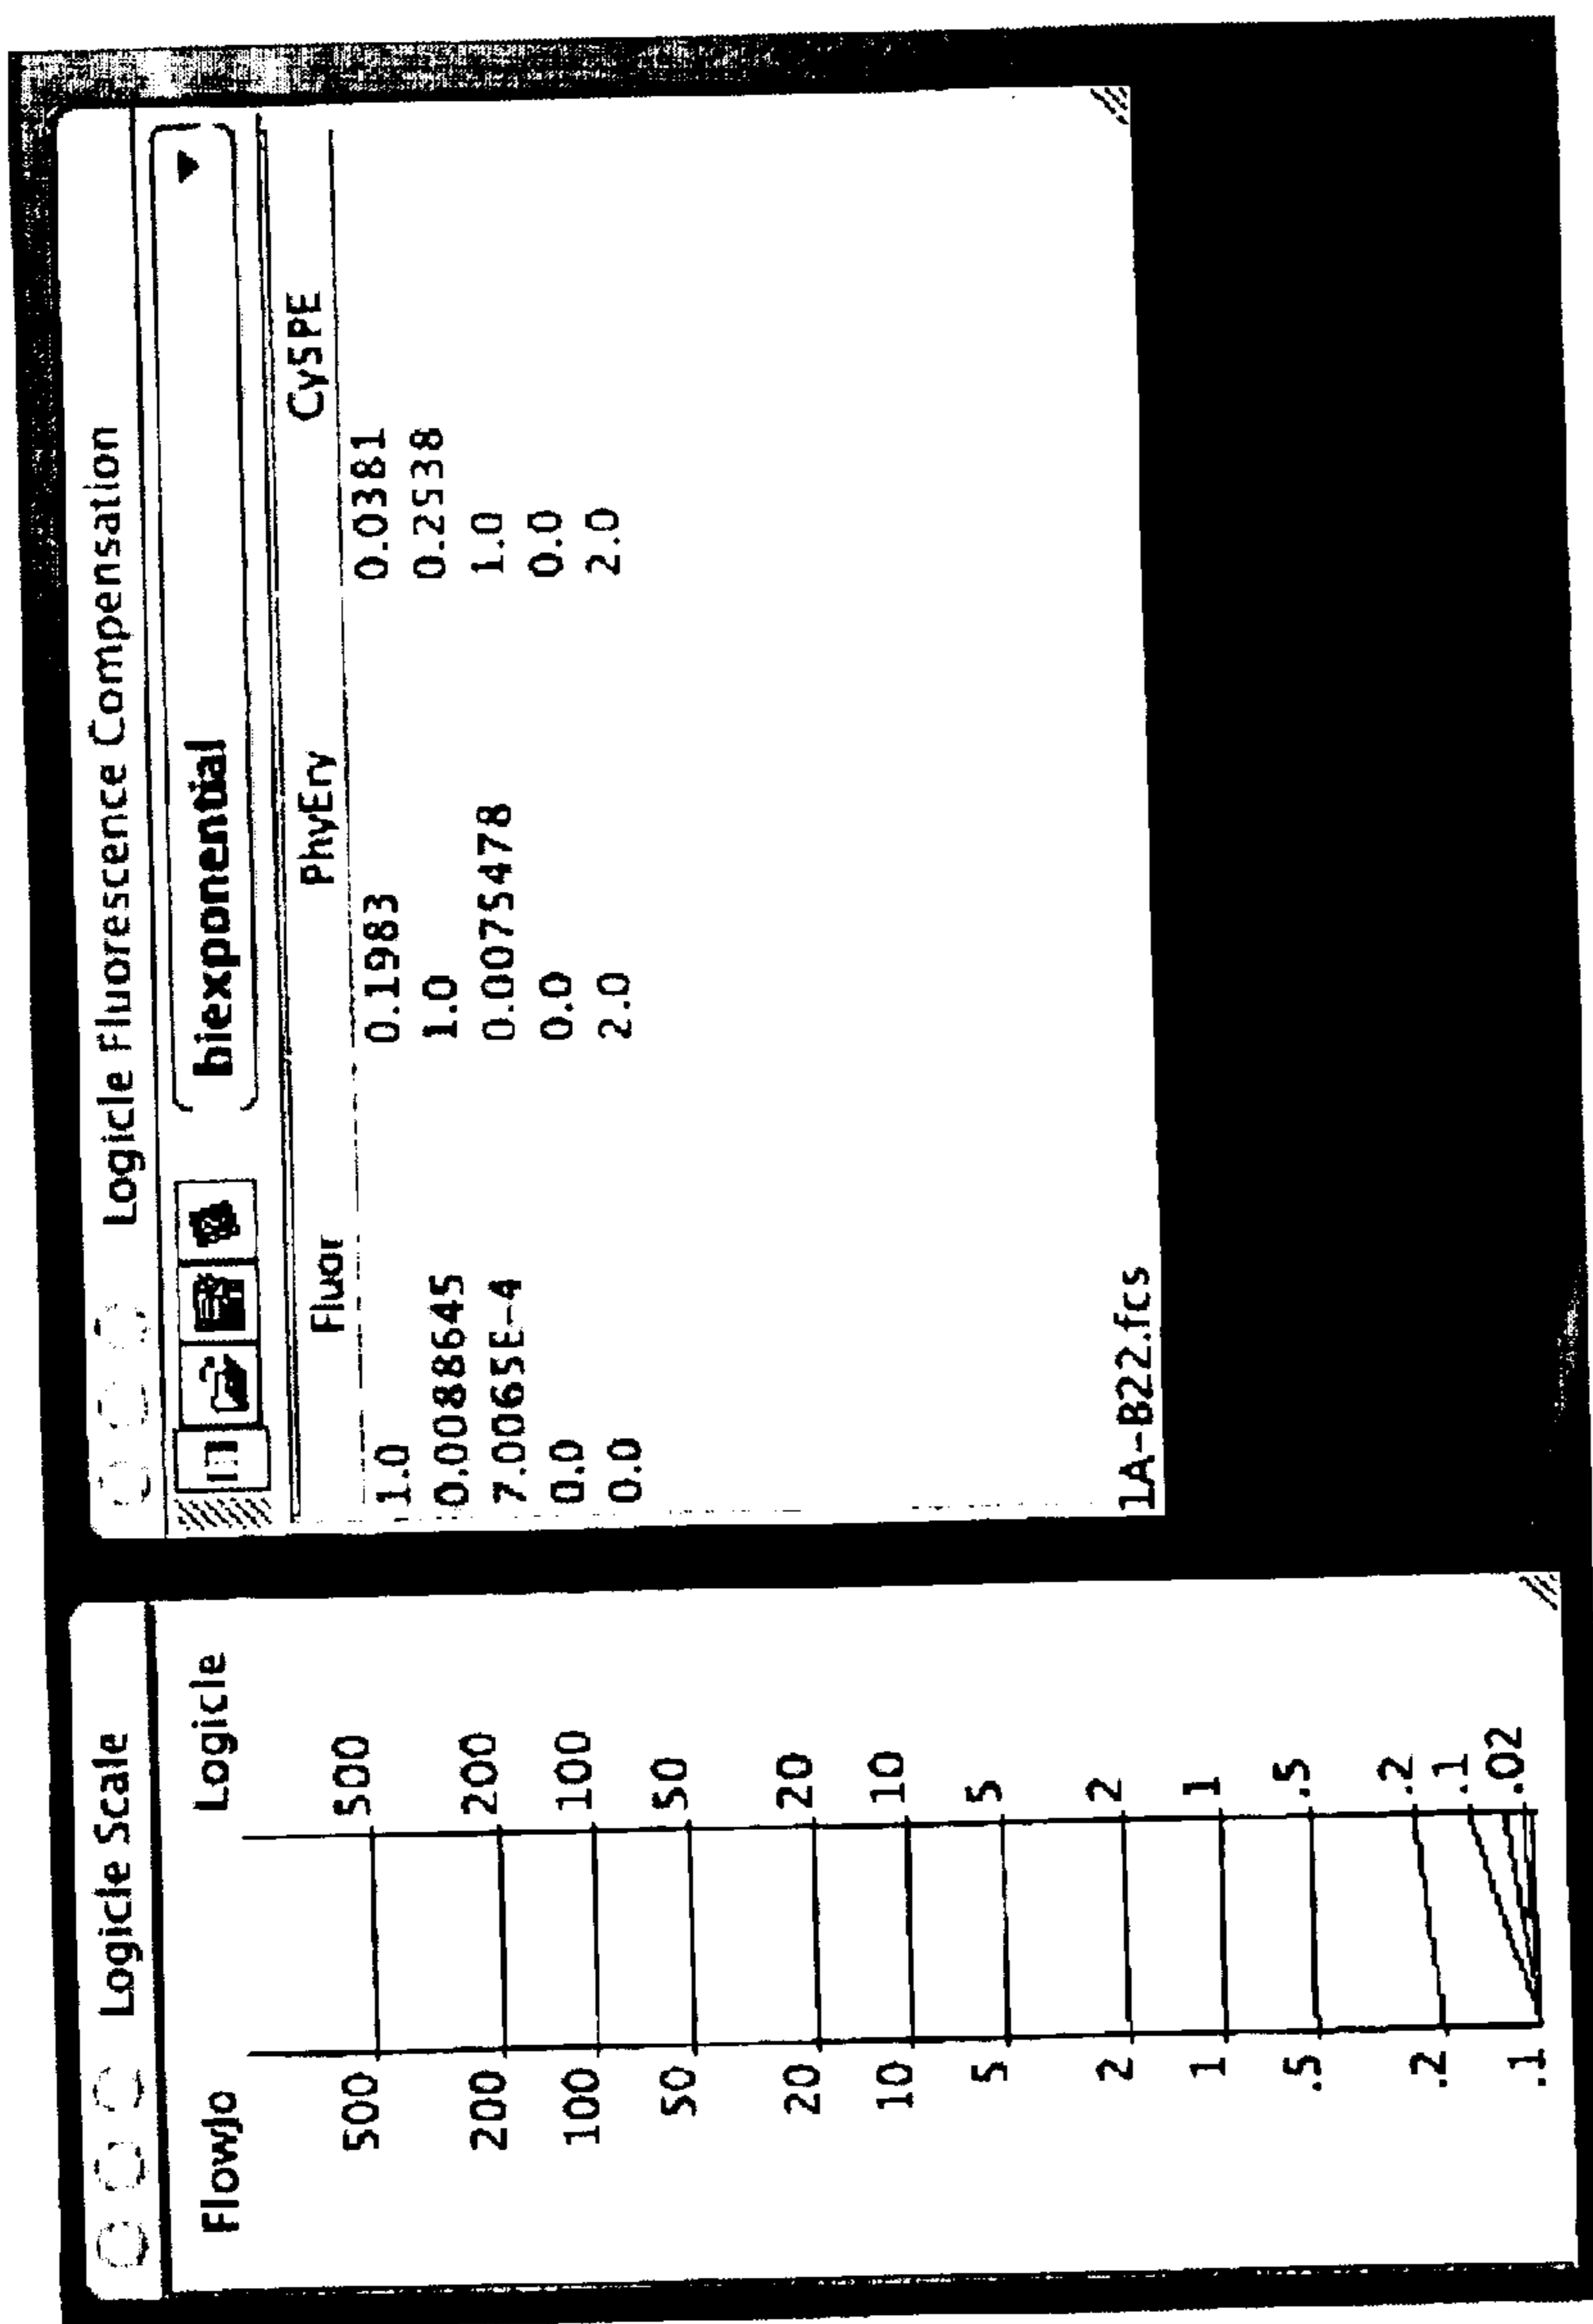 Logicle Scale
FlowJo Logicle
500 500
200 200
100 100
50 50
20 20
10 10
5 5
2 2
1 1
.5 .5
.2 .2
.1 .1
.02
Logicle Fluorescence Compensation
biexponential
Fluor PhyEry Cy5PE
1.0 0.1983 0.0381
0.0088645 1.0 0.2538
7.0065E-4 0.0075478 1.0
0.0 0.0 0.0
0.0 2.0 2.0
1A-B22.fcs